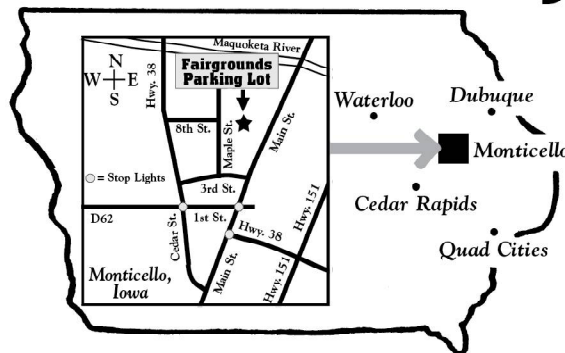 Maquoketa River
N
W E
S
Hwy. 38
Fairgrounds
Parking Lot
8th St.
Maple St.
Main St.
= Stop Lights
3rd St.
D62
1st St.
Cedar St.
Hwy. 38
Hwy. 151
Main St.
Hwy. 151
Monticello,
Iowa
Waterloo
Dubuque
Monticello
Cedar Rapids
Quad Cities